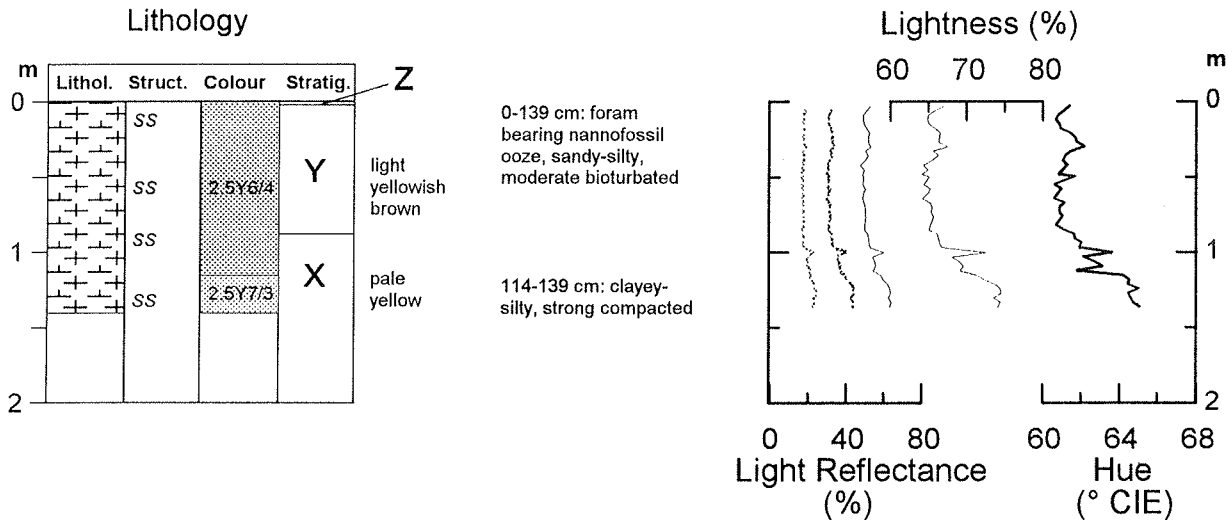 Lithology
m
Lithol. Struct. Colour Stratig.
Z
0
SS
SS
SS
SS
2.5Y6/4
2.5Y7/3
Y
X
1
2
light
yellowish
brown
pale
yellow
0-139 cm: foram
bearing nannofossil
ooze, sandy-silty,
moderate bioturbated
114-139 cm: clayey-
silty, strong compacted
Lightness (%)
60 70 80
m
0
1
2
0 40 80
Light Reflectance
(%)
60 64 68
Hue
(° CIE)